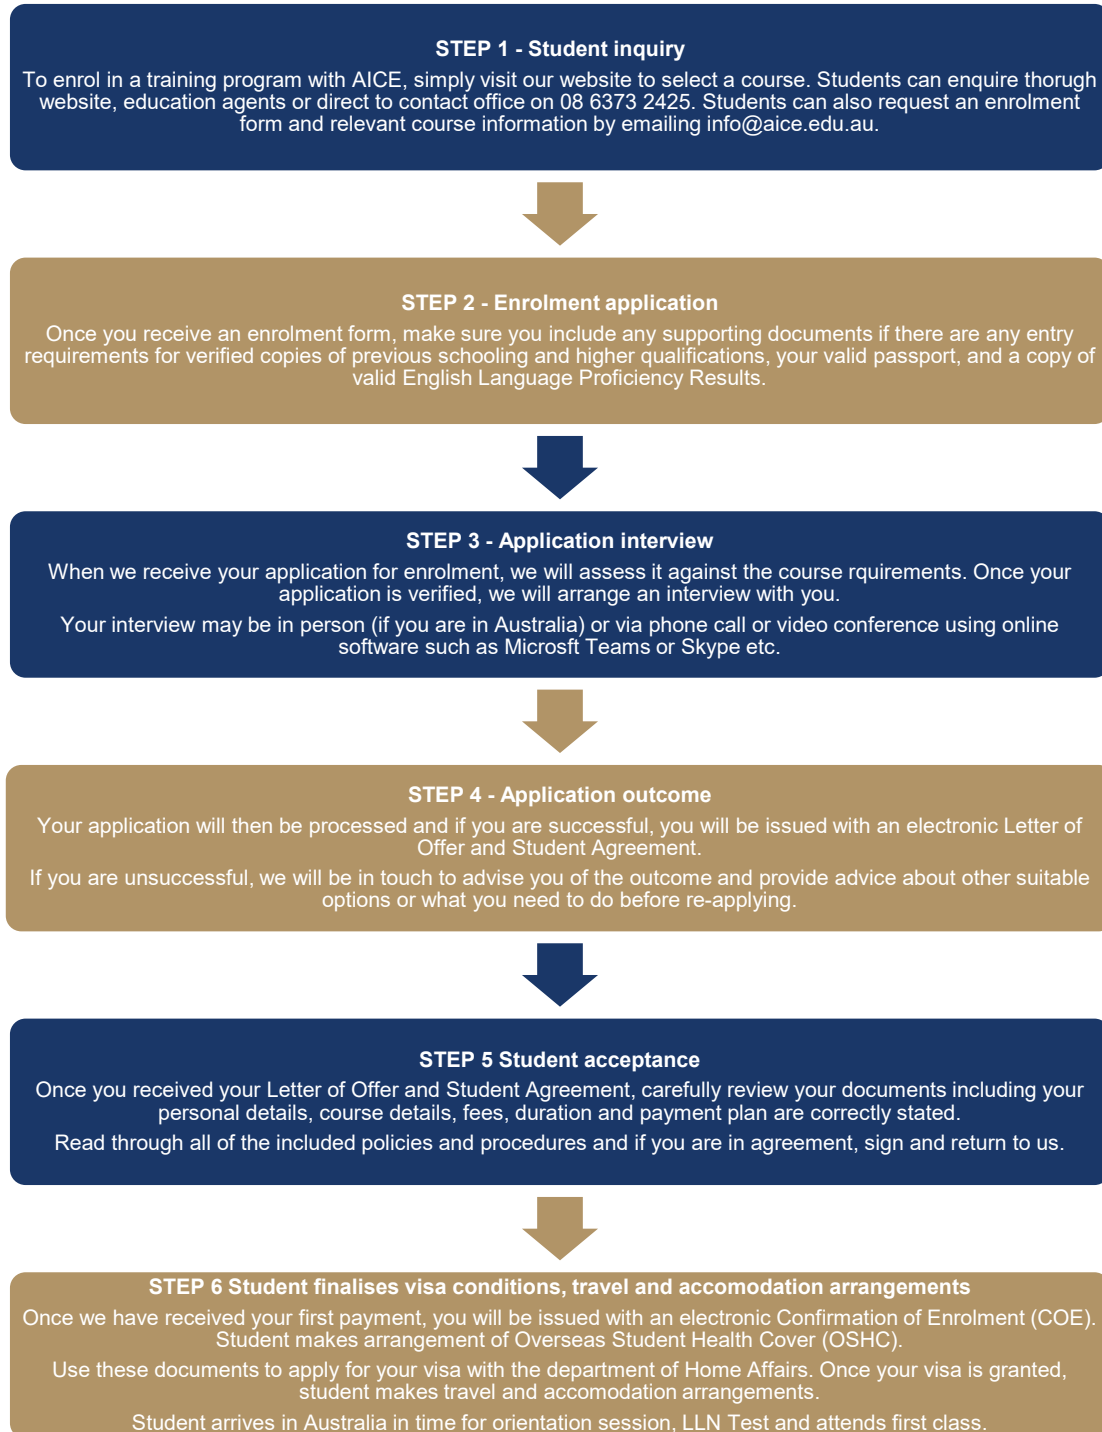 STEP 1 - Student inquiry
To enrol in a training program with AICE, simply visit our website to select a course. Students can enquire thorugh
website, education agents or direct to contact office on 08 6373 2425. Students can also request an enrolment
form and relevant course information by emailing info@aice.edu.au.
STEP 2 - Enrolment application
Once you receive an enrolment form, make sure you include any supporting documents if there are any entry
requirements for verified copies of previous schooling and higher qualifications, your valid passport, and a copy of
valid English Language Proficiency Results.
STEP 3 - Application interview
When we receive your application for enrolment, we will assess it against the course rquirements. Once your
application is verified, we will arrange an interview with you.
Your interview may be in person (if you are in Australia) or via phone call or video conference using online
software such as Microsft Teams or Skype etc.
STEP 4 - Application outcome
Your application will then be processed and if you are successful, you will be issued with an electronic Letter of
Offer and Student Agreement.
If you are unsuccessful, we will be in touch to advise you of the outcome and provide advice about other suitable
options or what you need to do before re-applying.
STEP 5 Student acceptance
Once you received your Letter of Offer and Student Agreement, carefully review your documents including your
personal details, course details, fees, duration and payment plan are correctly stated.
Read through all of the included policies and procedures and if you are in agreement, sign and return to us.
STEP 6 Student finalises visa conditions, travel and accomodation arrangements
Once we have received your first payment, you will be issued with an electronic Confirmation of Enrolment (COE).
Student makes arrangement of Overseas Student Health Cover (OSHC).
Use these documents to apply for your visa with the department of Home Affairs. Once your visa is granted,
student makes travel and accomodation arrangements.
Student arrives in Australia in time for orientation session, LLN Test and attends first class.